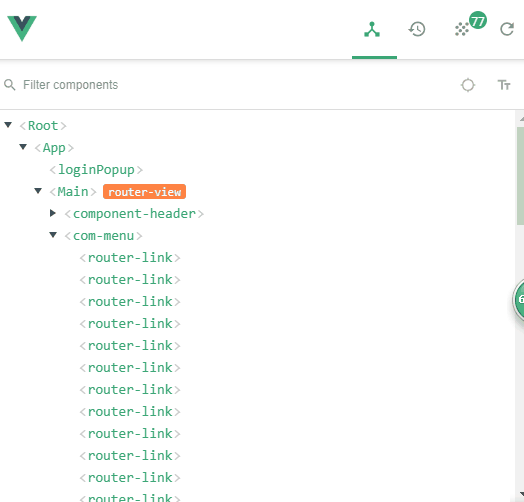 77
Filter components
<Root>
<App>
<loginPopup>
<Main> router-view
<component-header>
<com-menu>
<router-link>
<router-link>
<router-link>
<router-link>
<router-link>
<router-link>
<router-link>
<router-link>
<router-link>
<router-link>
<router-link>
<router-link>
6